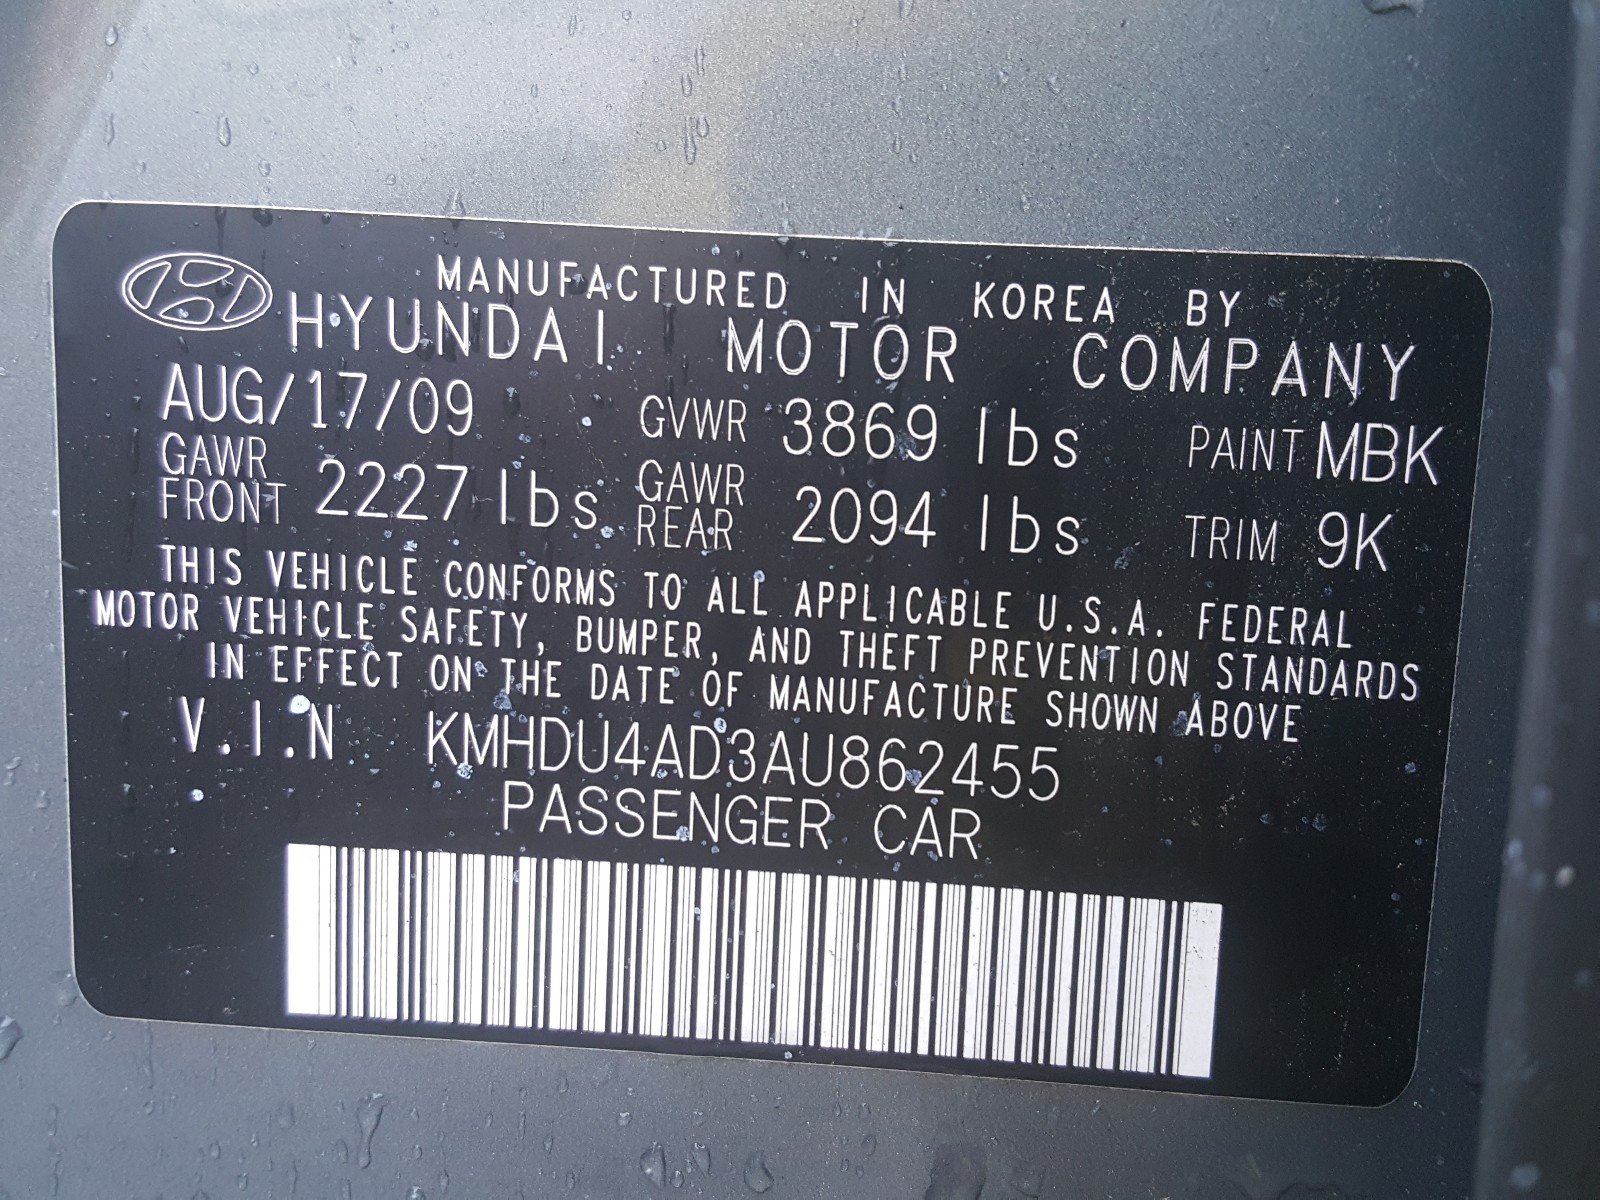 MANUFACTURED IN KOREA BY
HYUNDAI MOTOR COMPANY
AUG/17/09 GVWR 3869 lbs PAINT MBK
GAWR FRONT 2227 lbs GAWR REAR 2094 lbs TRIM 9K
THIS VEHICLE CONFORMS TO ALL APPLICABLE U.S.A. FEDERAL
MOTOR VEHICLE SAFETY, BUMPER, AND THEFT PREVENTION STANDARDS
IN EFFECT ON THE DATE OF MANUFACTURE SHOWN ABOVE
V.I.N KMHDU4AD3AU862455
PASSENGER CAR